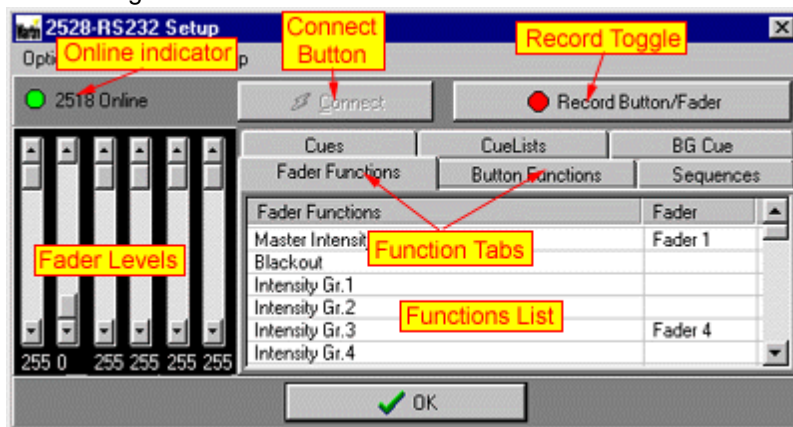 2528-RS232 Setup
Connect Button
Record Toggle
Online indicator
2518 Online
Connect
Record Button/Fader
Cues
CueLists
BG Cue
Fader Functions
Button Functions
Sequences
Fader Functions
Fader
Master Intensit
Fader 1
Function Tabs
Blackout
Fader Levels
Intensity Gr.1
Intensity Gr.2
Functions List
Intensity Gr.3
Fader 4
Intensity Gr.4
255 0 255 255 255 255
OK